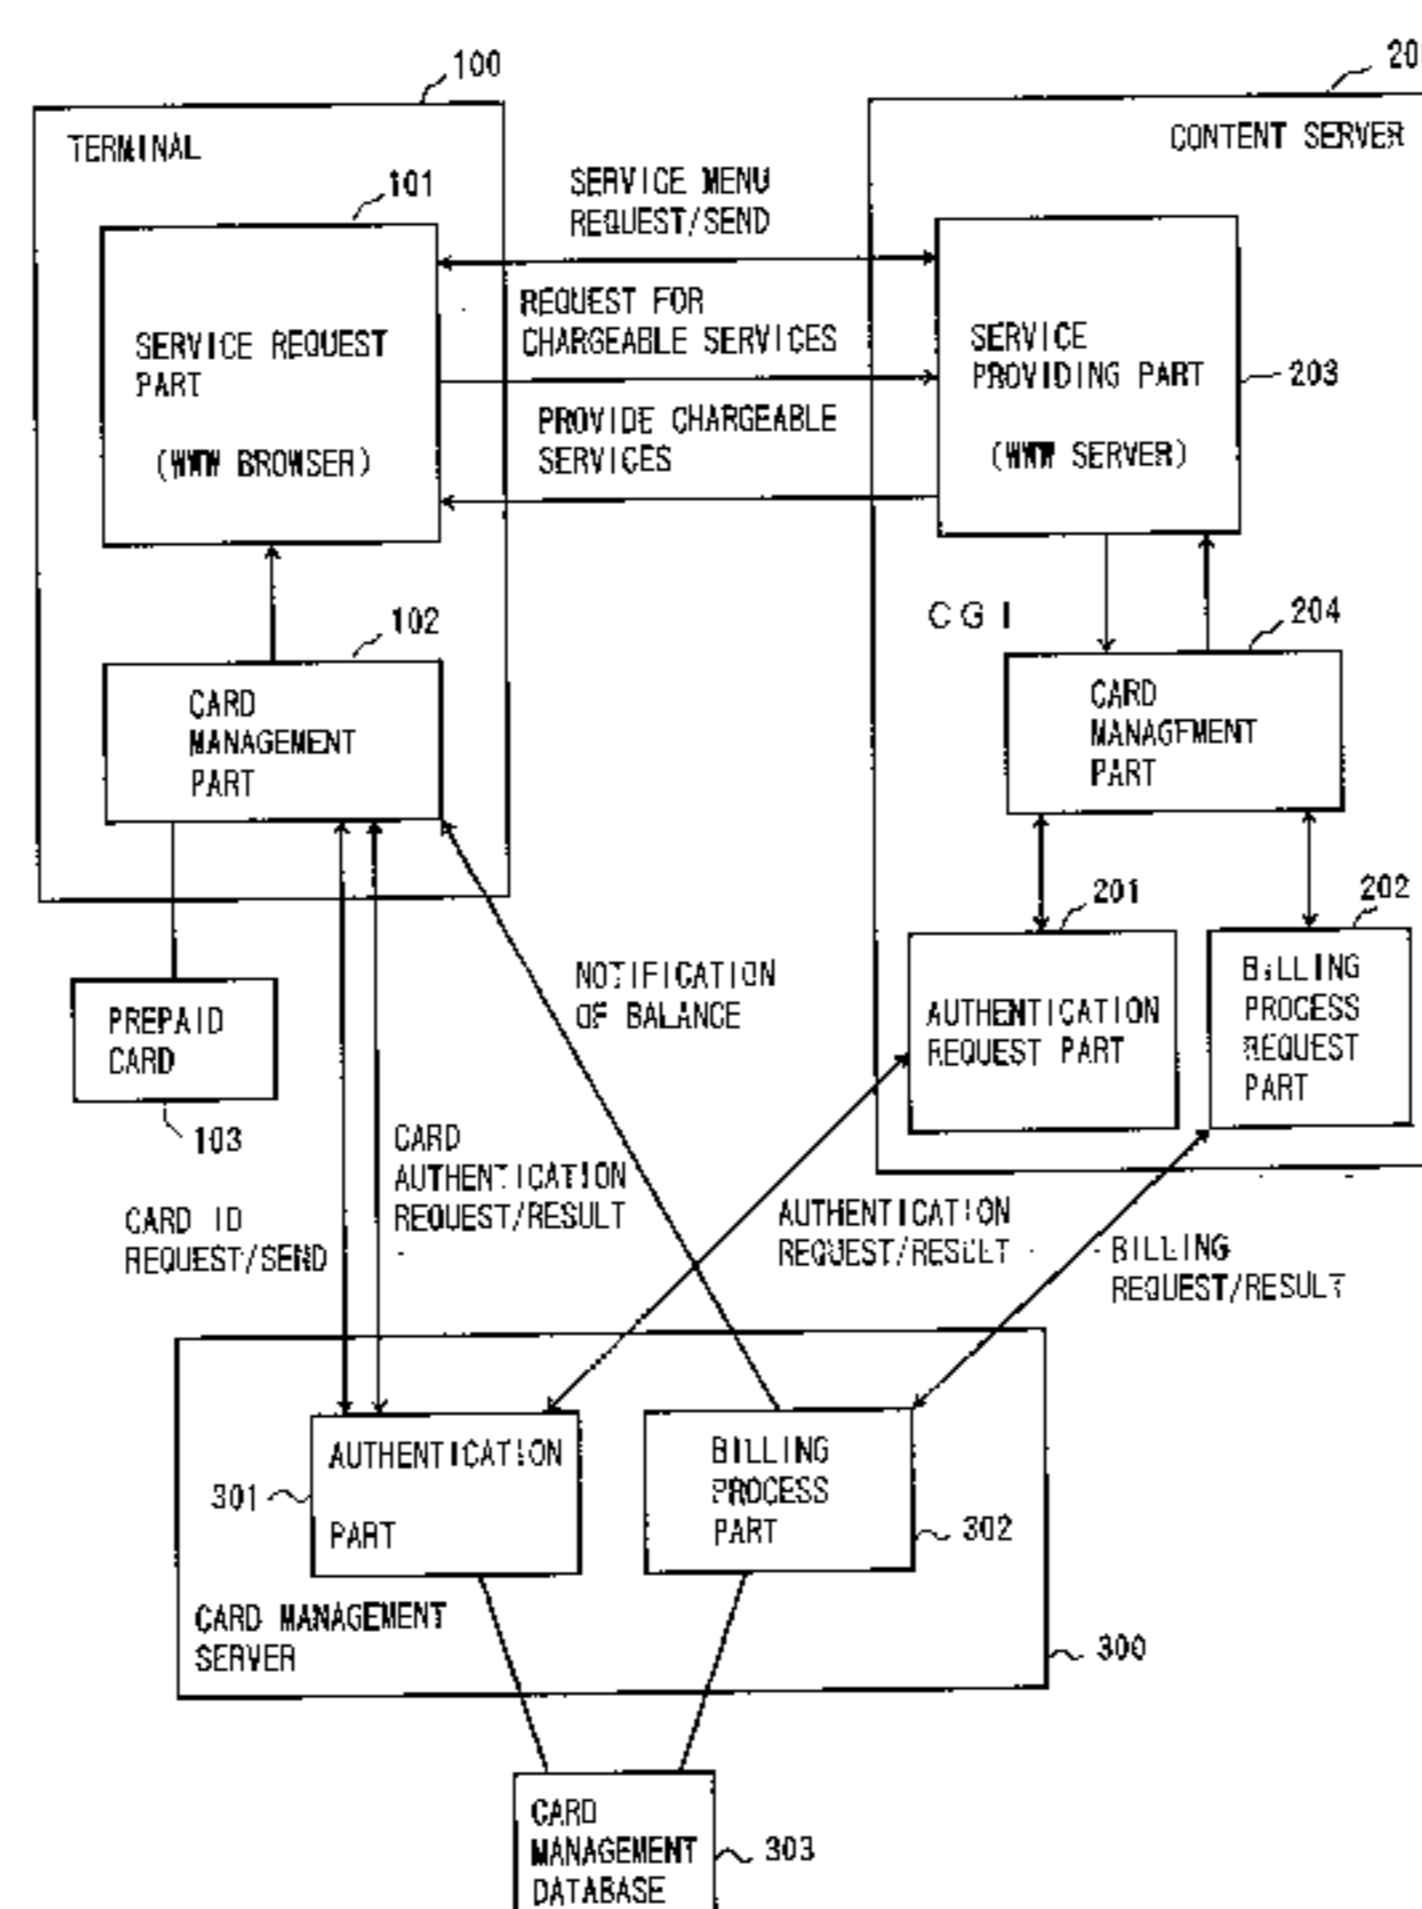 100
20
TERMINAL
CONTENT SERVER
101
SERVICE MENU
REQUEST/SEND
REQUEST FOR
CHARGEABLE SERVICES
SERVICE REQUEST
PART
(WWW BROWSER)
SERVICE
PROVIDING PART
(WWW SERVER)
203
PROVIDE CHARGEABLE
SERVICES
CGI
102
204
CARD
MANAGEMENT
PART
CARD
MANAGEMENT
PART
201
202
PREPAID
CARD
103
NOTIFICATION
OF BALANCE
AUTHENTICATION
REQUEST PART
BILLING
PROCESS
REQUEST
PART
CARD
AUTHENTICATION
REQUEST/RESULT
CARD ID
REQUEST/SEND
AUTHENTICATION
REQUEST/RESULT
BILLING
REQUEST/RESULT
301
AUTHENTICATION
PART
BILLING
PROCESS
PART
302
CARD MANAGEMENT
SERVER
300
CARD
MANAGEMENT
DATABASE
303